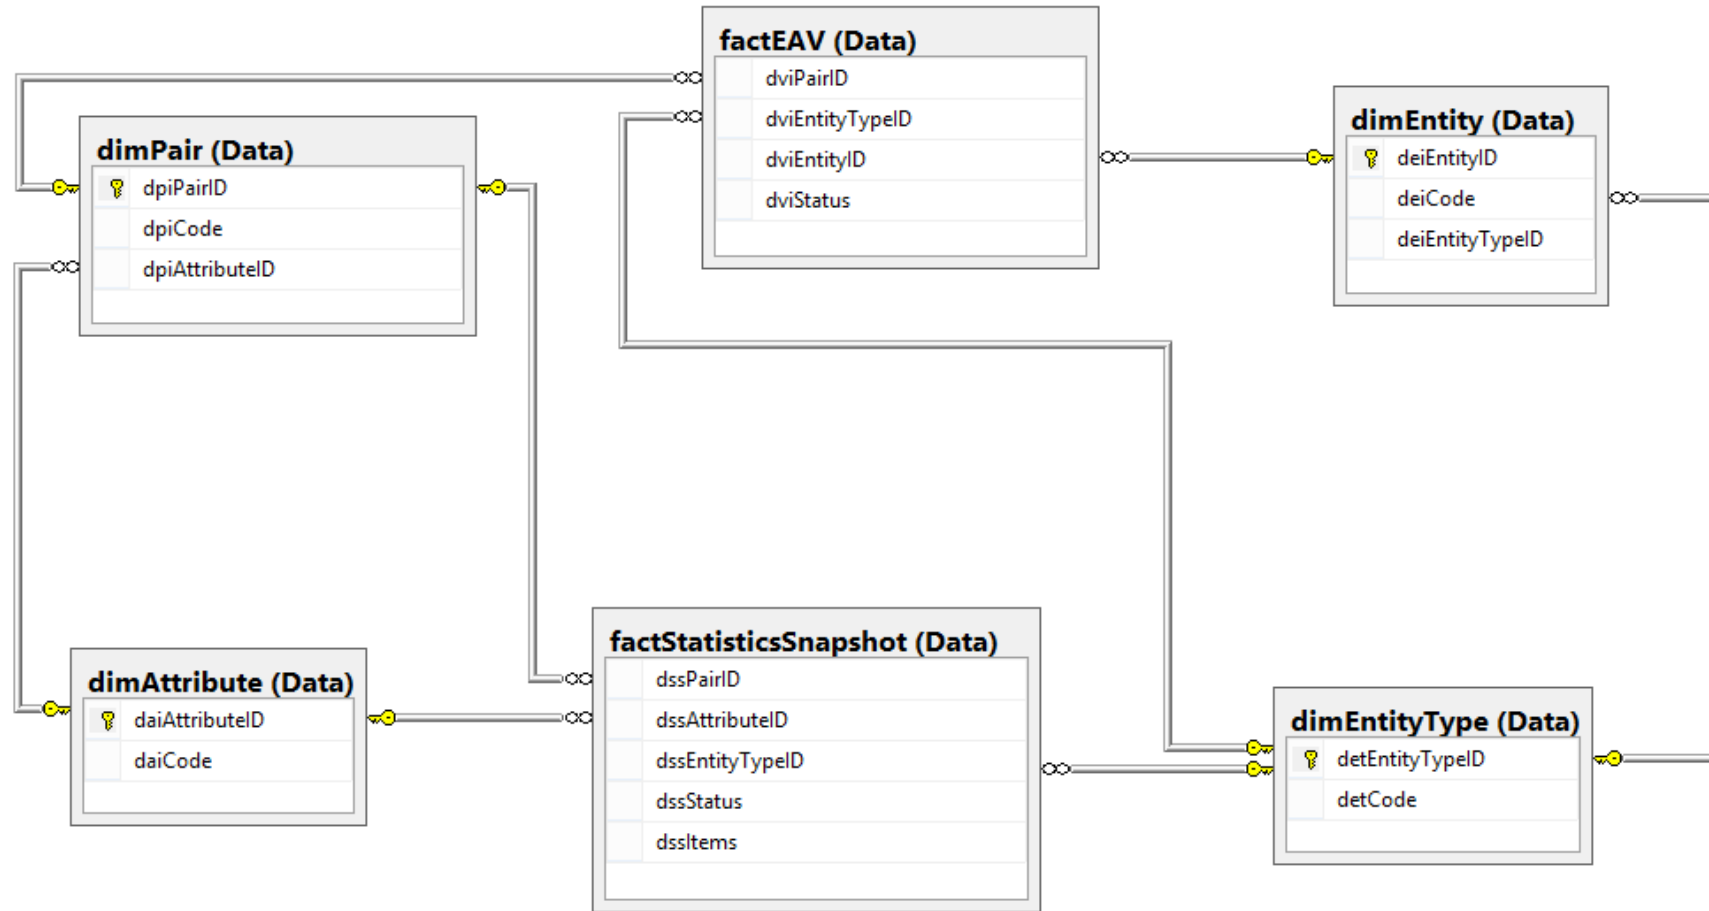 factEAV (Data)
dviPairID
dviEntityTypeID
dviEntityID
dviStatus
dimEntity (Data)
deiEntityID
deiCode
deiEntityTypeID
dimPair (Data)
dpiPairID
dpiCode
dpiAttributeID
factStatisticsSnapshot (Data)
dssPairID
dssAttributeID
dssEntityTypeID
dssStatus
dssItems
dimAttribute (Data)
daiAttributeID
daiCode
dimEntityType (Data)
detEntityTypeID
detCode